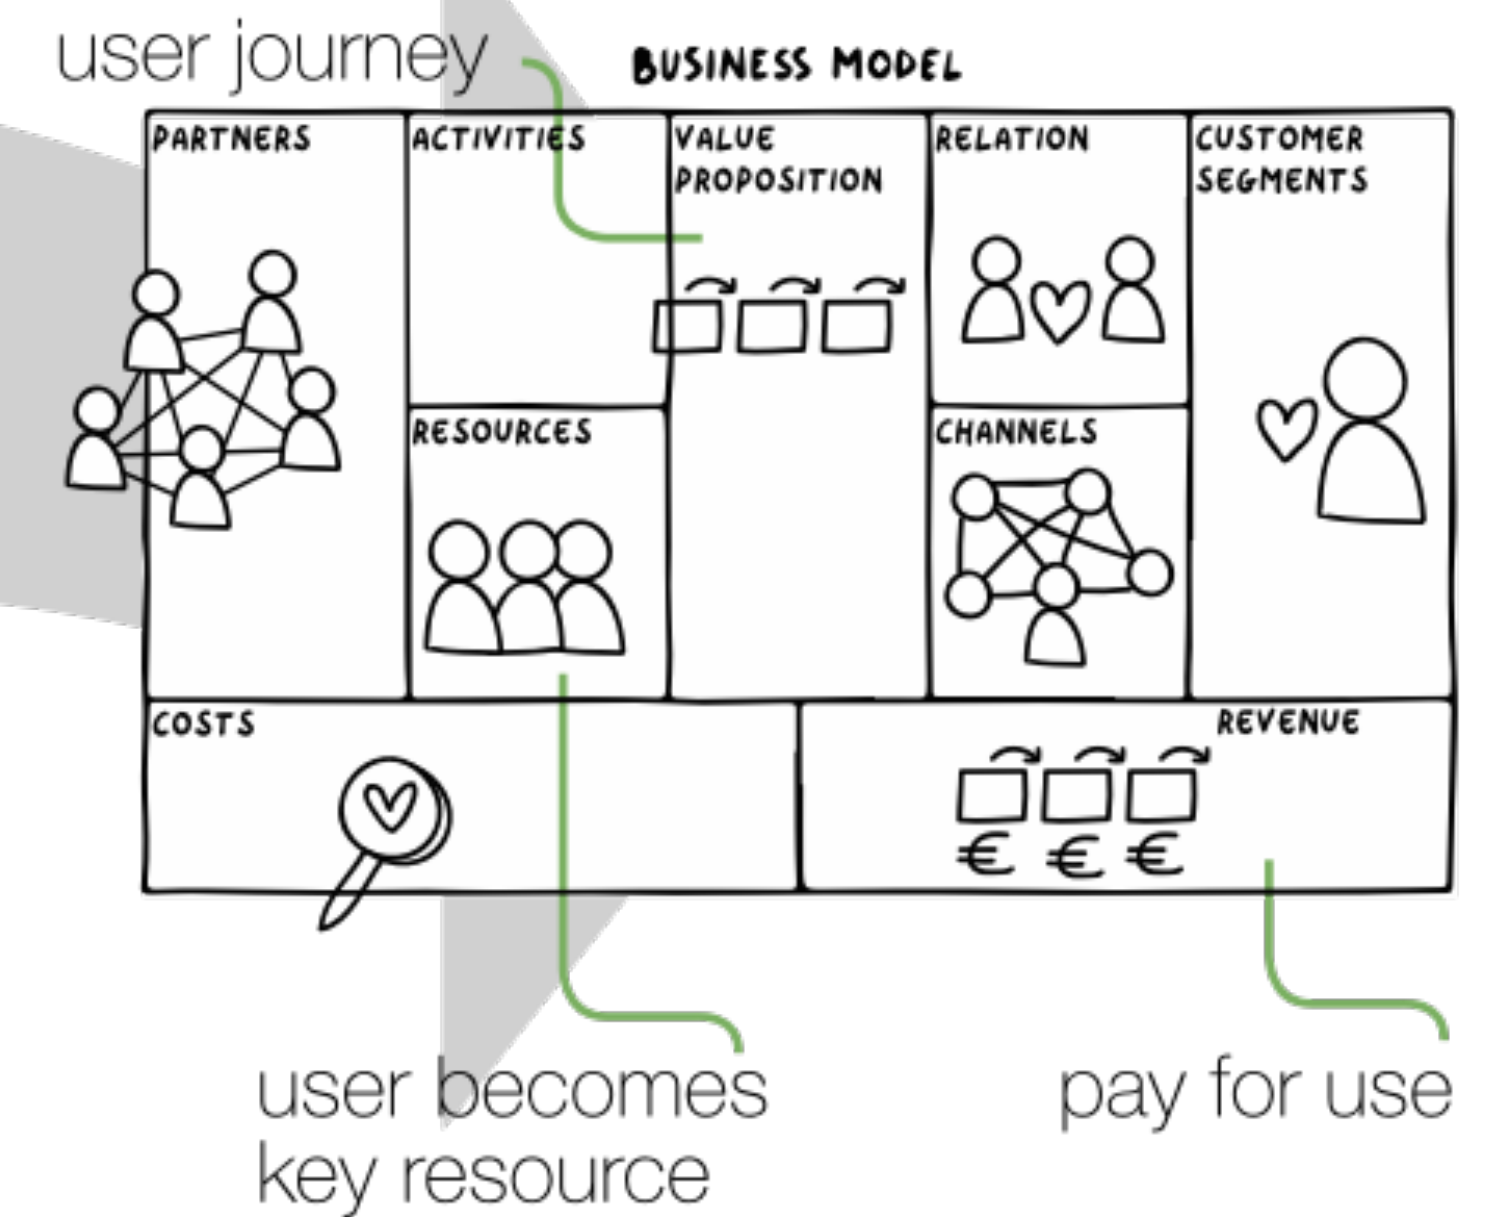 user journey
BUSINESS MODEL
PARTNERS
ACTIVITIES
VALUE
PROPOSITION
RELATION
CUSTOMER
SEGMENTS
RESOURCES
CHANNELS
COSTS
REVENUE
€ € €
user becomes
key resource
pay for use